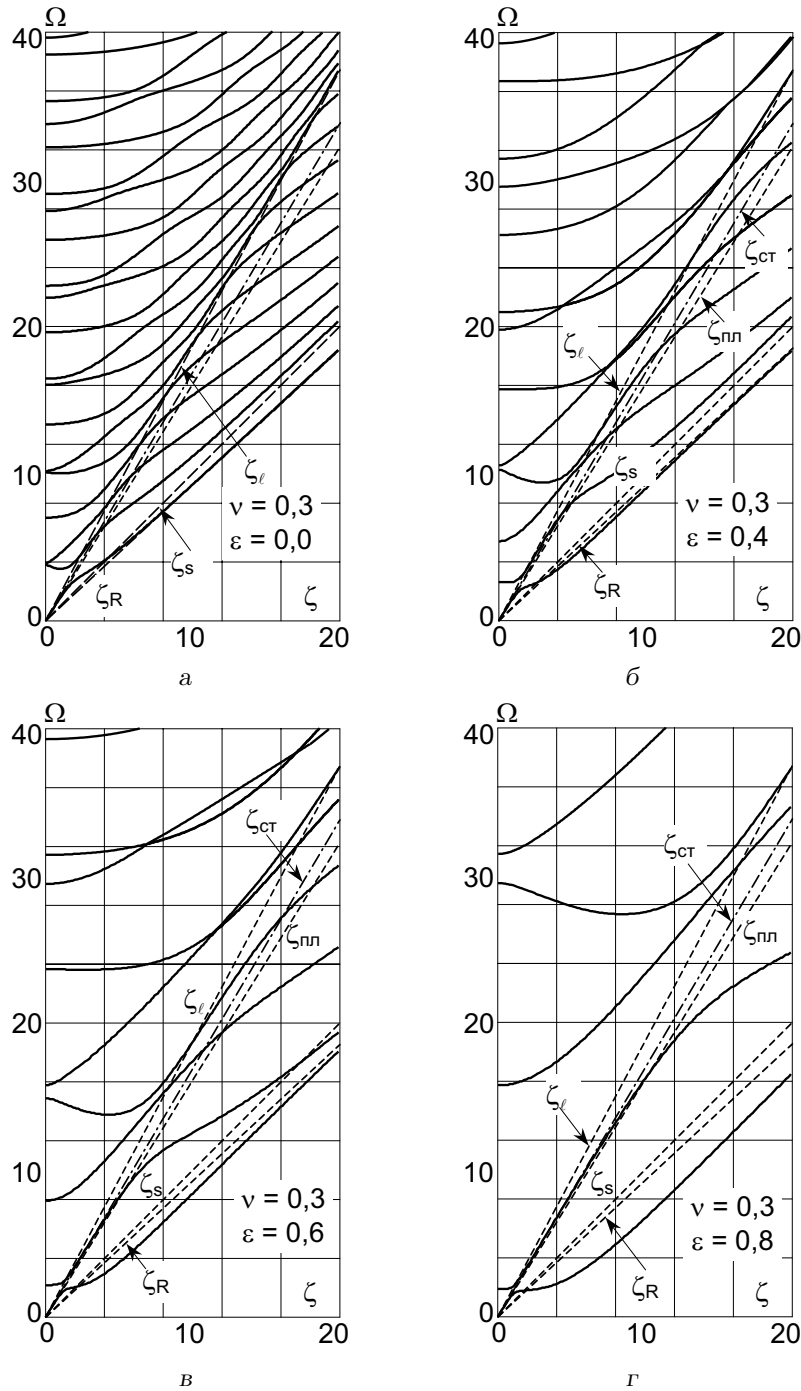 Ω
40
30
20
10
0
ζℓ
ν = 0,3
ε = 0,0
ζs
ζR
ζ
0 10 20
а
Ω
40
30
20
10
0
ζст
ζпл
ζℓ
ζs
ν = 0,3
ε = 0,4
ζR
ζ
0 10 20
б
Ω
40
30
20
10
0
ζст
ζпл
ζℓ
ζs
ν = 0,3
ε = 0,6
ζR
ζ
0 10 20
в
Ω
40
30
20
10
0
ζст
ζпл
ζℓ
ζs
ν = 0,3
ε = 0,8
ζR
ζ
0 10 20
г